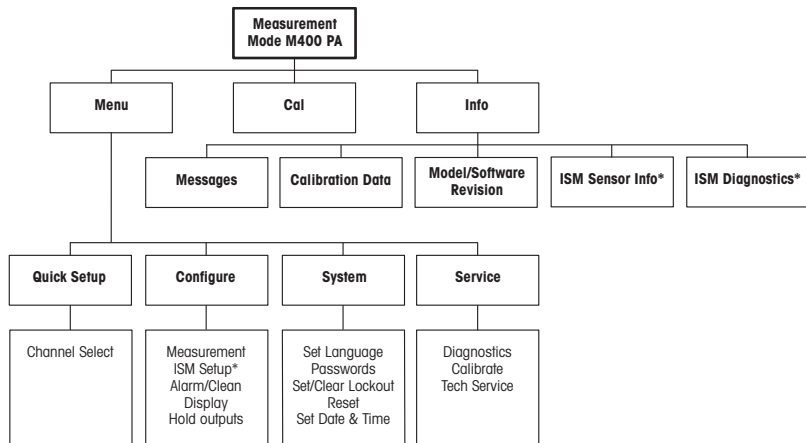 Measurement
Mode M400 PA
Menu
Cal
Info
Messages
Calibration Data
Model/Software
Revision
ISM Sensor Info*
ISM Diagnostics*
Quick Setup
Configure
System
Service
Channel Select
Measurement
ISM Setup*
Alarm/Clean
Display
Hold outputs
Set Language
Passwords
Set/Clear Lockout
Reset
Set Date & Time
Diagnostics
Calibrate
Tech Service